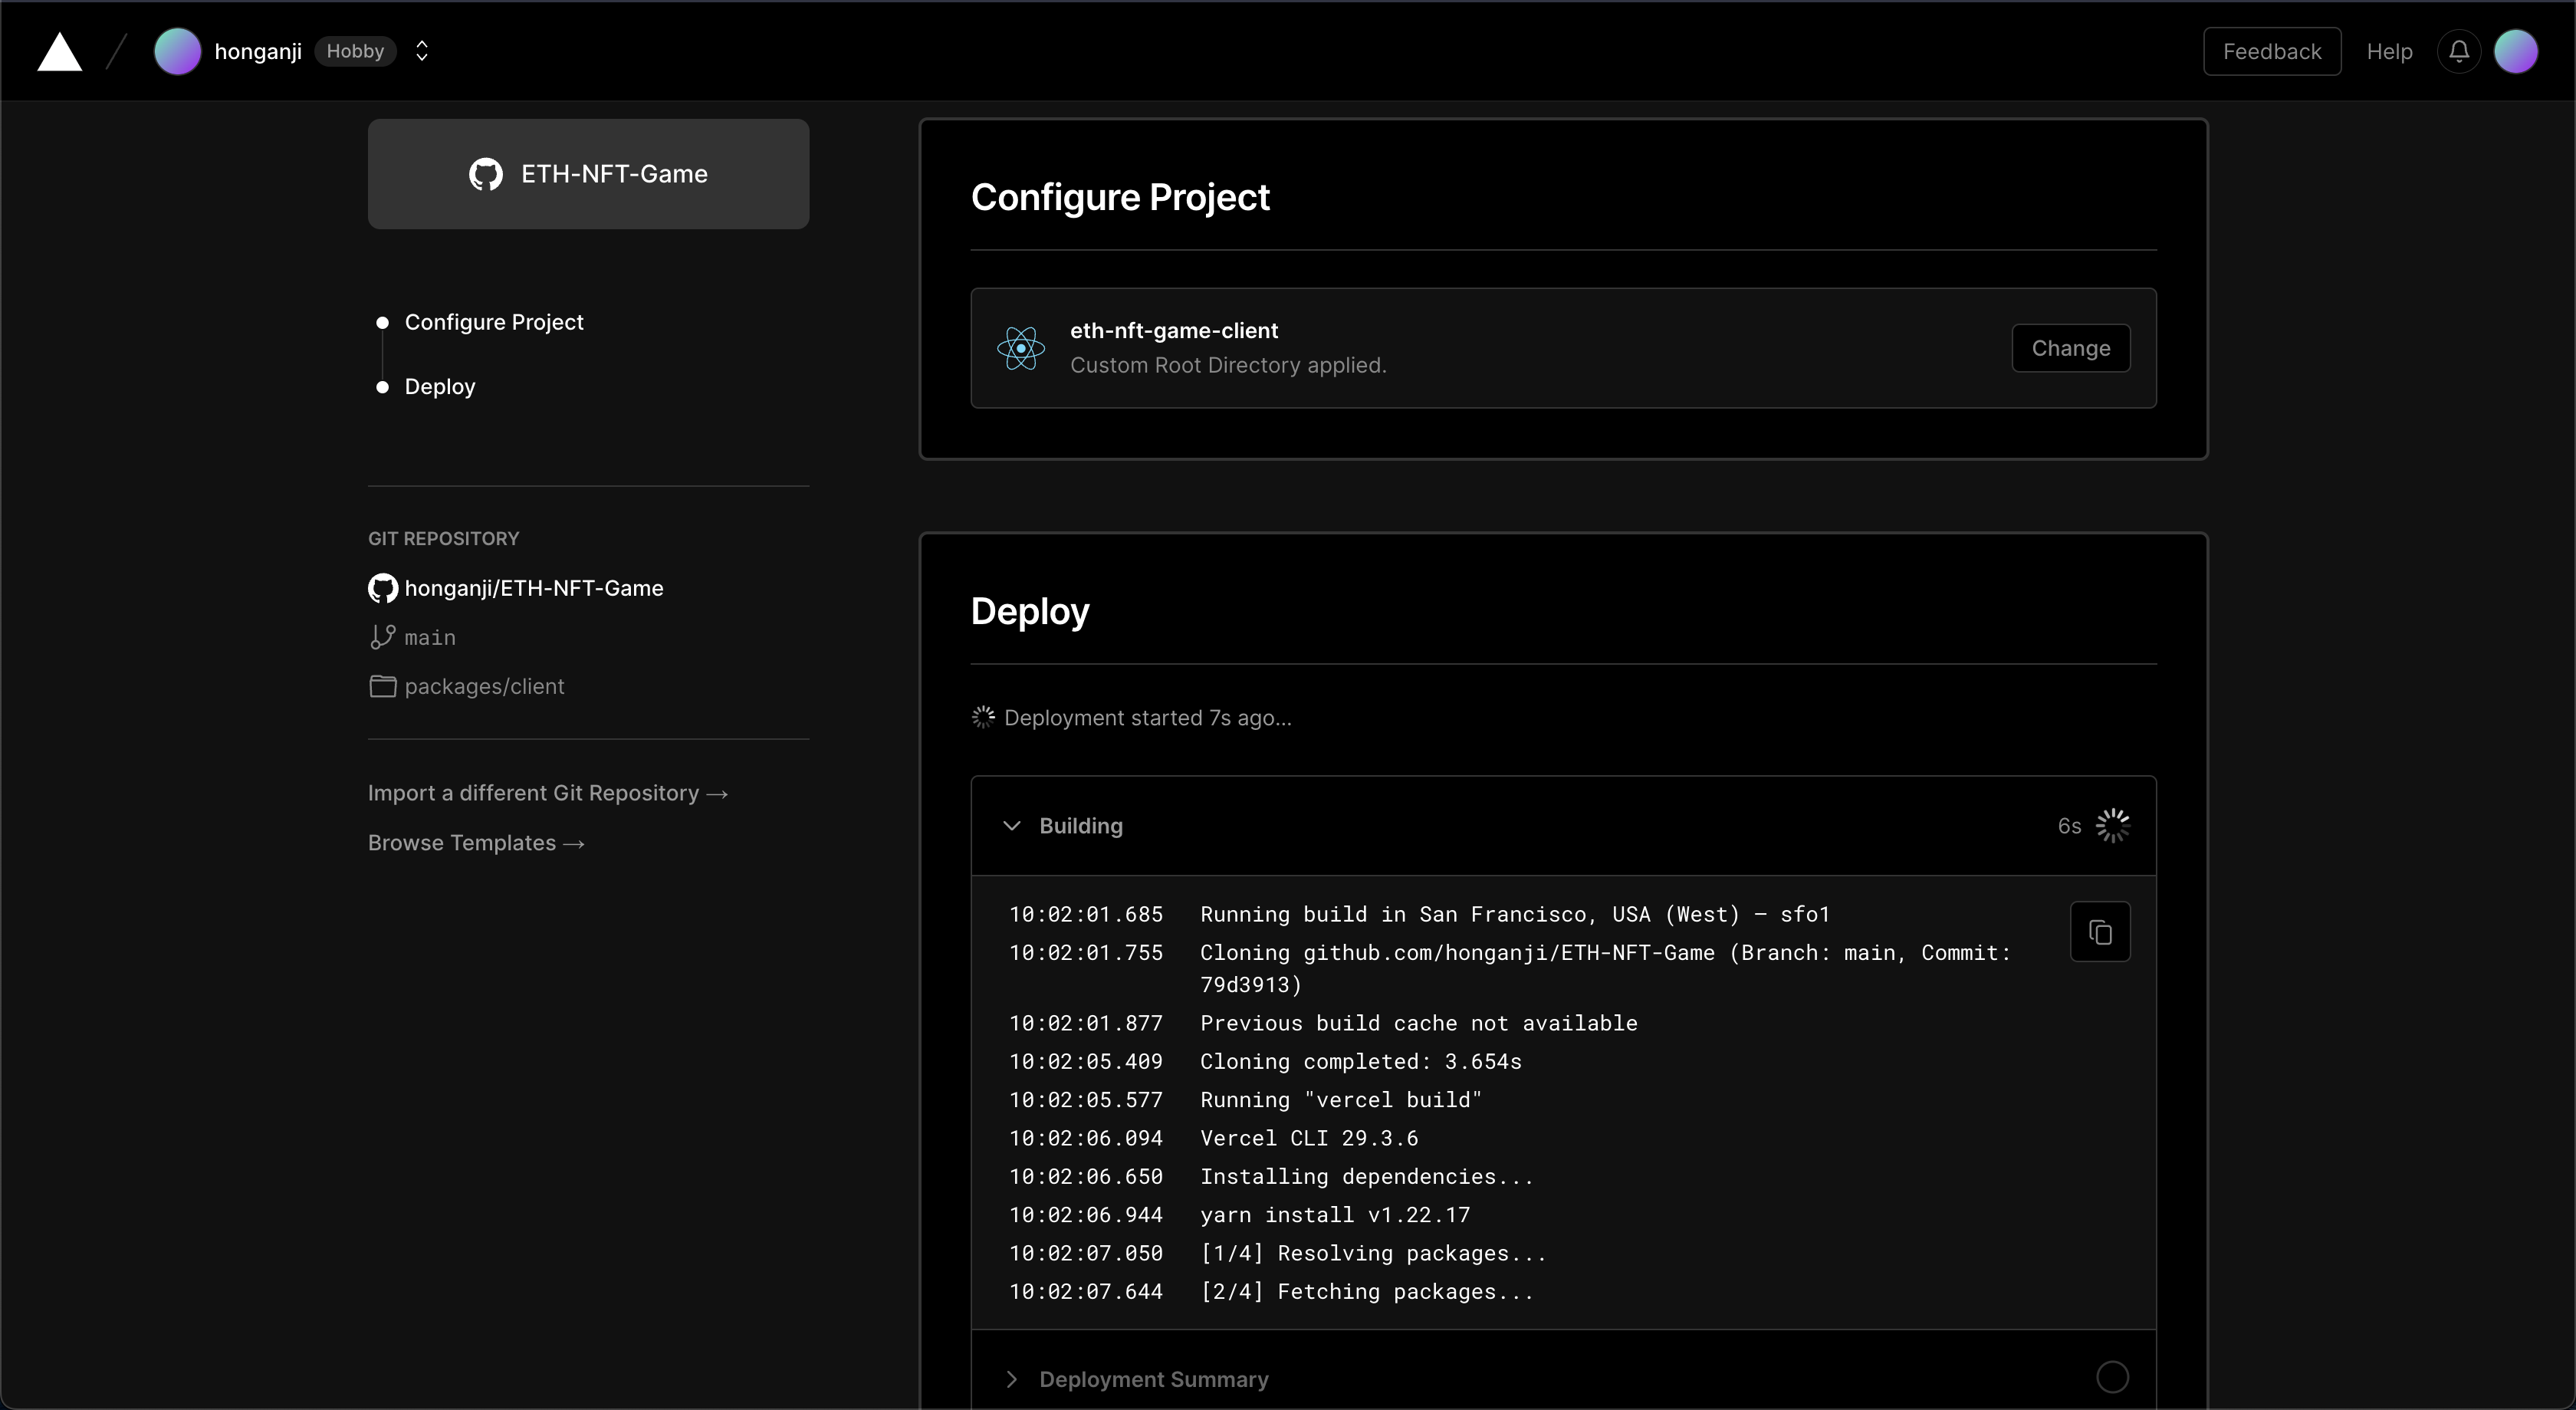 honganji Hobby
Feedback Help
ETH-NFT-Game
Configure Project
Deploy
GIT REPOSITORY
honganji/ETH-NFT-Game
main
packages/client
Import a different Git Repository →
Browse Templates →
Configure Project
eth-nft-game-client
Custom Root Directory applied.
Change
Deploy
Deployment started 7s ago...
Building 6s
10:02:01.685 Running build in San Francisco, USA (West) – sfo1
10:02:01.755 Cloning github.com/honganji/ETH-NFT-Game (Branch: main, Commit:
79d3913)
10:02:01.877 Previous build cache not available
10:02:05.409 Cloning completed: 3.654s
10:02:05.577 Running "vercel build"
10:02:06.094 Vercel CLI 29.3.6
10:02:06.650 Installing dependencies...
10:02:06.944 yarn install v1.22.17
10:02:07.050 [1/4] Resolving packages...
10:02:07.644 [2/4] Fetching packages...
Deployment Summary